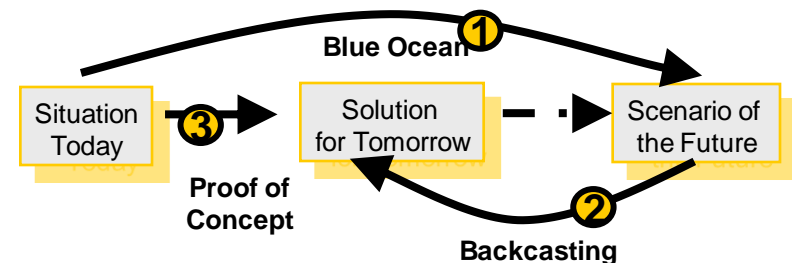 1
Blue Ocean
Situation
Today
3
Solution
for Tomorrow
Scenario of
the Future
Proof of
Concept
2
Backcasting